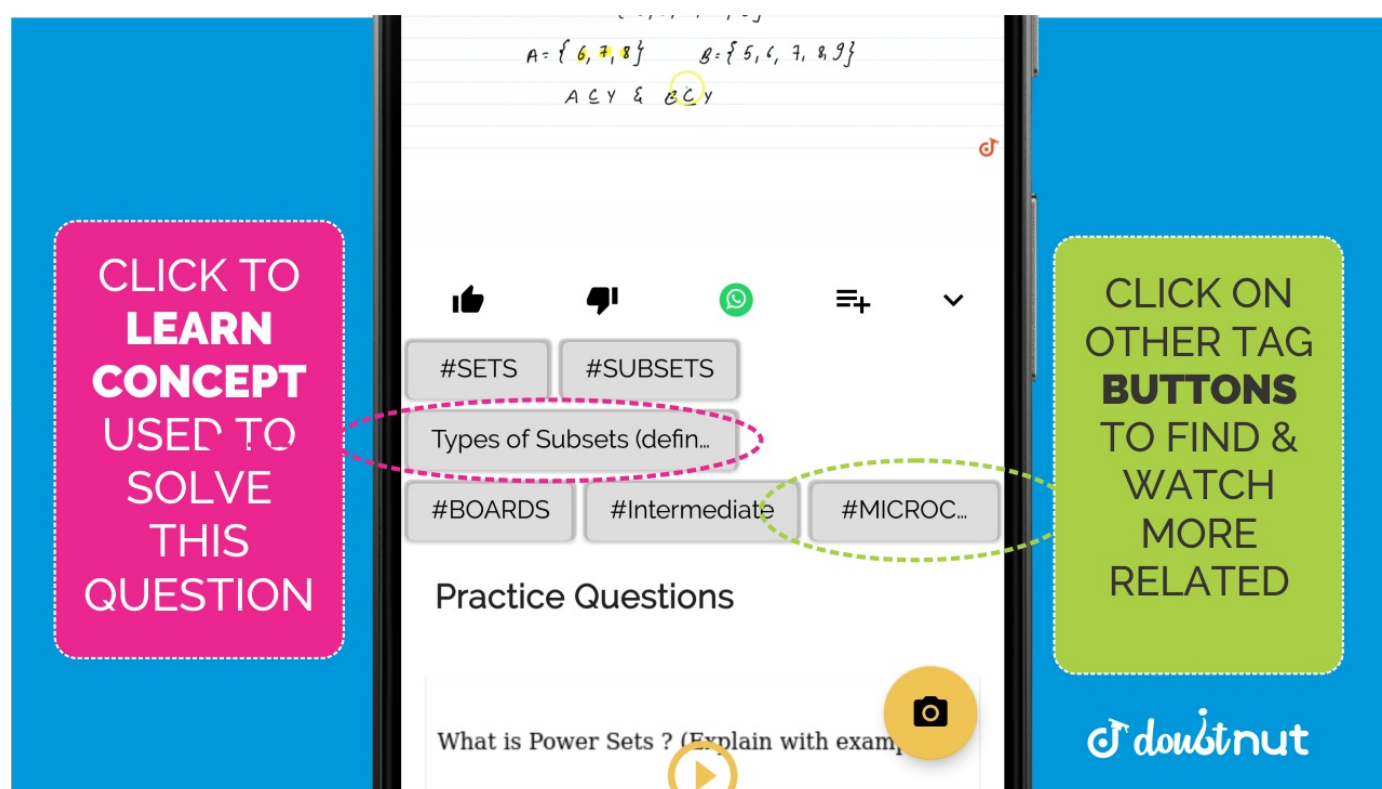 A = { 6, 7, 8} B = { 5, 6, 7, 8, 9}
A ⊆ Y & B ⊆ Y
CLICK TO
LEARN
CONCEPT
USED TO
SOLVE
THIS
QUESTION
#SETS #SUBSETS
Types of Subsets (defin...
#BOARDS #Intermediate #MICROC...
Practice Questions
What is Power Sets ? (Explain with exam
CLICK ON
OTHER TAG
BUTTONS
TO FIND &
WATCH
MORE
RELATED
doubtnut